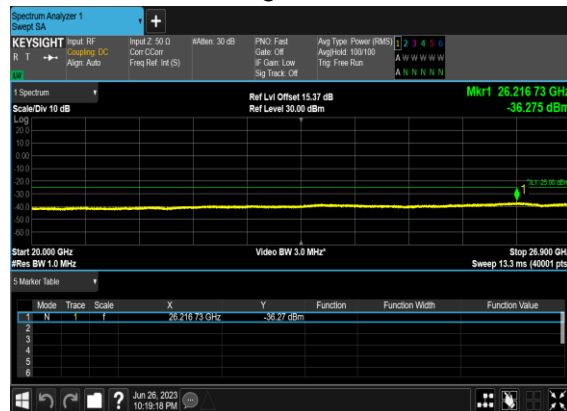 Spectrum Analyzer 1
Swept SA
KEYSIGHT Input: RF Input Z: 50 Ω #Atten: 30 dB PNO: Fast Avg Type: Power (RMS) 1 2 3 4 5 6
R T Coupling: DC Corr CCorr Gate: Off Avg|Hold: 100/100 A W W W W W
Align: Auto Freq Ref: Int (S) IF Gain: Low Trig: Free Run
LXI Sig Track: Off A N N N N N
1 Spectrum Ref Lvl Offset 15.37 dB Mkr1 26.216 73 GHz
Scale/Div 10 dB Ref Level 30.00 dBm -36.275 dBm
Log
20.0
10.0
0.00
-10.0
-20.0
-30.0
-40.0
-50.0
-60.0
1
Start 20.000 GHz Video BW 3.0 MHz* Stop 26.900 GHz
#Res BW 1.0 MHz Sweep 13.3 ms (40001 pts)
5 Marker Table
Mode Trace Scale X Y Function Function Width Function Value
1 N 1 f 26.216 73 GHz -36.27 dBm
2
3
4
5
6
? Jun 26, 2023
10:19:18 PM